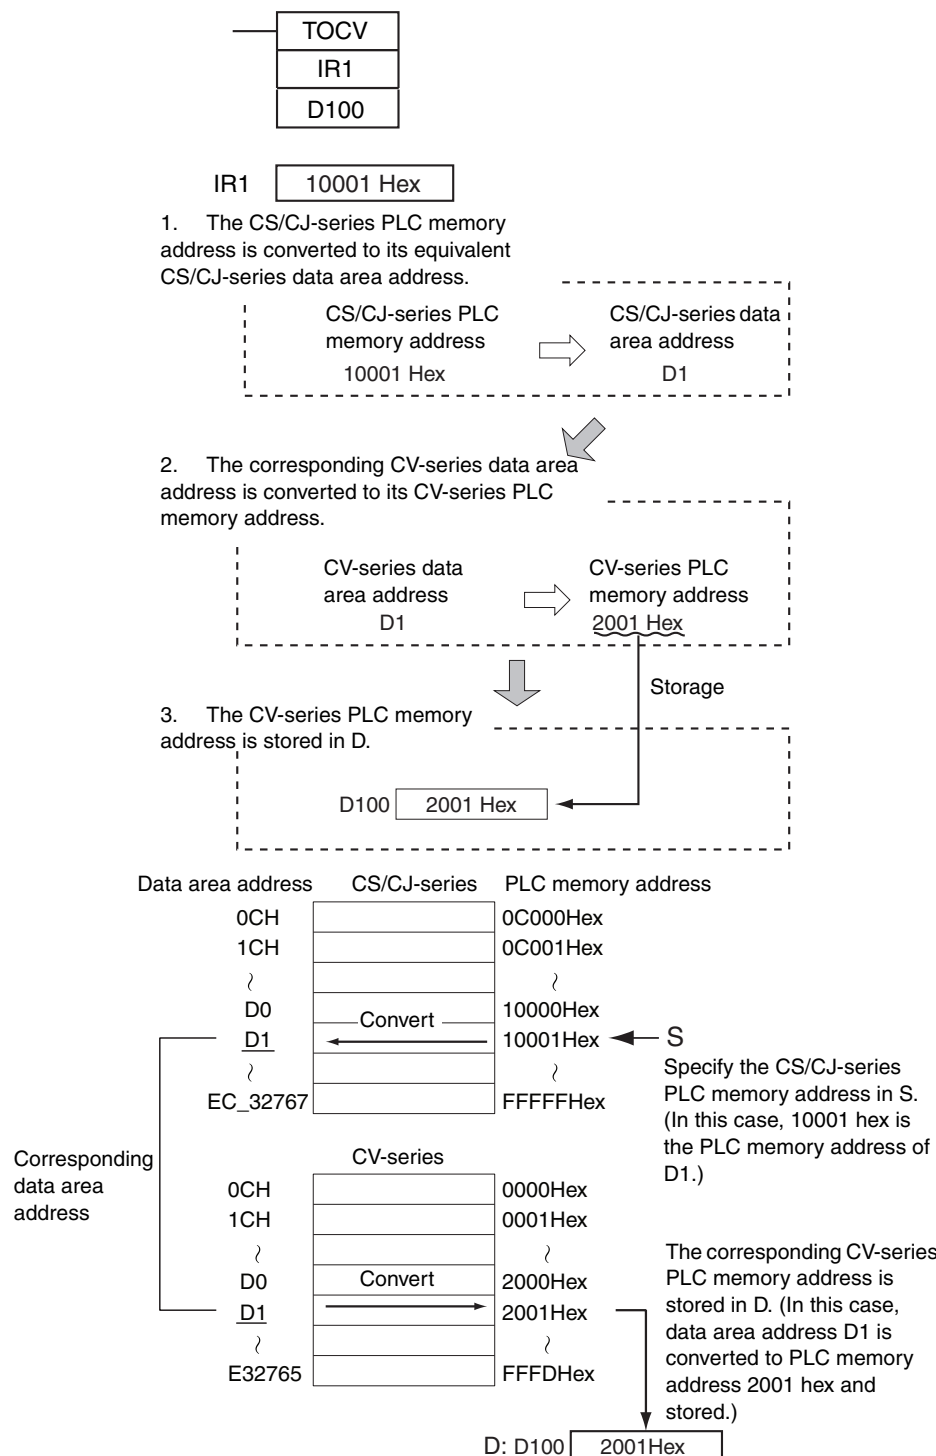 TOCV
IR1
D100
IR1 10001 Hex
1. The CS/CJ-series PLC memory
address is converted to its equivalent
CS/CJ-series data area address.
CS/CJ-series PLC
memory address
10001 Hex
CS/CJ-series data
area address
D1
2. The corresponding CV-series data area
address is converted to its CV-series PLC
memory address.
CV-series data
area address
D1
CV-series PLC
memory address
2001 Hex
Storage
3. The CV-series PLC memory
address is stored in D.
D100 2001 Hex
Data area address CS/CJ-series PLC memory address
0CH 0C000Hex
1CH 0C001Hex
~ ~
D0 10000Hex
D1 Convert 10001Hex S
~ ~
EC_32767 FFFFFHex
Specify the CS/CJ-series
PLC memory address in S.
(In this case, 10001 hex is
the PLC memory address of
D1.)
Corresponding
data area
address
CV-series
0CH 0000Hex
1CH 0001Hex
~ ~
D0 Convert 2000Hex
D1 2001Hex
~ ~
E32765 FFFDHex
The corresponding CV-series
PLC memory address is
stored in D. (In this case,
data area address D1 is
converted to PLC memory
address 2001 hex and
stored.)
D: D100 2001Hex